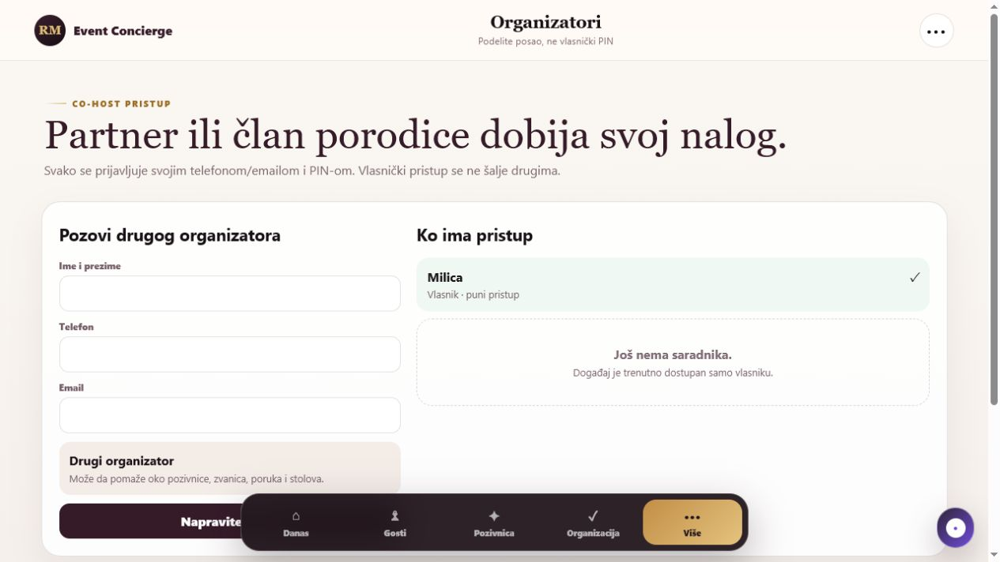 RM Event Concierge
Organizatori
Podelite posao, ne vlasnički PIN
CO-HOST PRISTUP
Partner ili član porodice dobija svoj nalog.
Svako se prijavljuje svojim telefonom/emailom i PIN-om. Vlasnički pristup se ne šalje drugima.
Pozovi drugog organizatora
Ime i prezime
Telefon
Email
Drugi organizator
Može da pomaže oko pozivnice, zvanica, poruka i stolova.
Napravite
Ko ima pristup
Milica
Vlasnik · puni pristup
Još nema saradnika.
Događaj je trenutno dostupan samo vlasniku.
Danas
Gosti
Pozivnica
Organizacija
Više